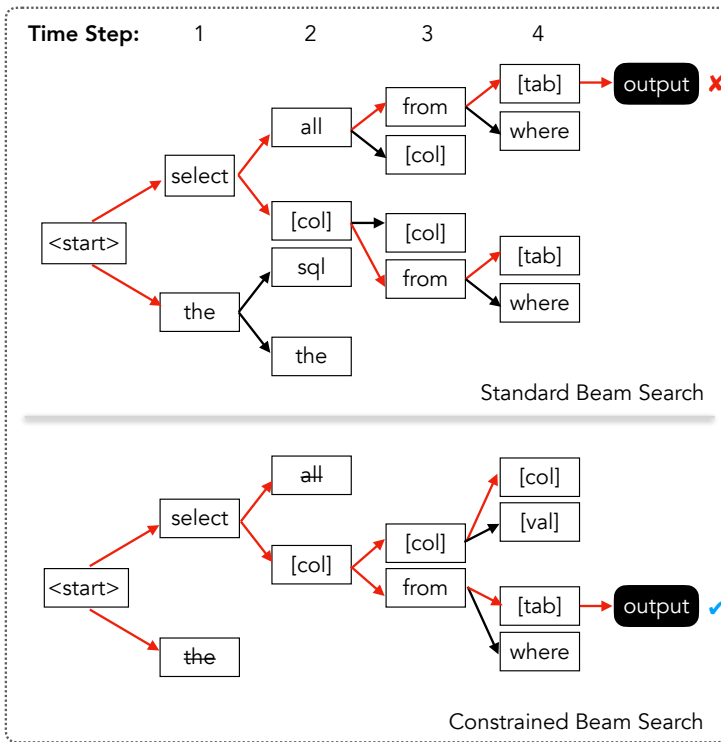 Time Step: 1 2 3 4
[tab] output ✘
from
all where
[col]
select
[col] [col]
<start> [tab]
sql
from
the where
the
Standard Beam Search
all [col]
select [val]
[col]
[col]
<start> from
[tab] output ✔
the where
Constrained Beam Search